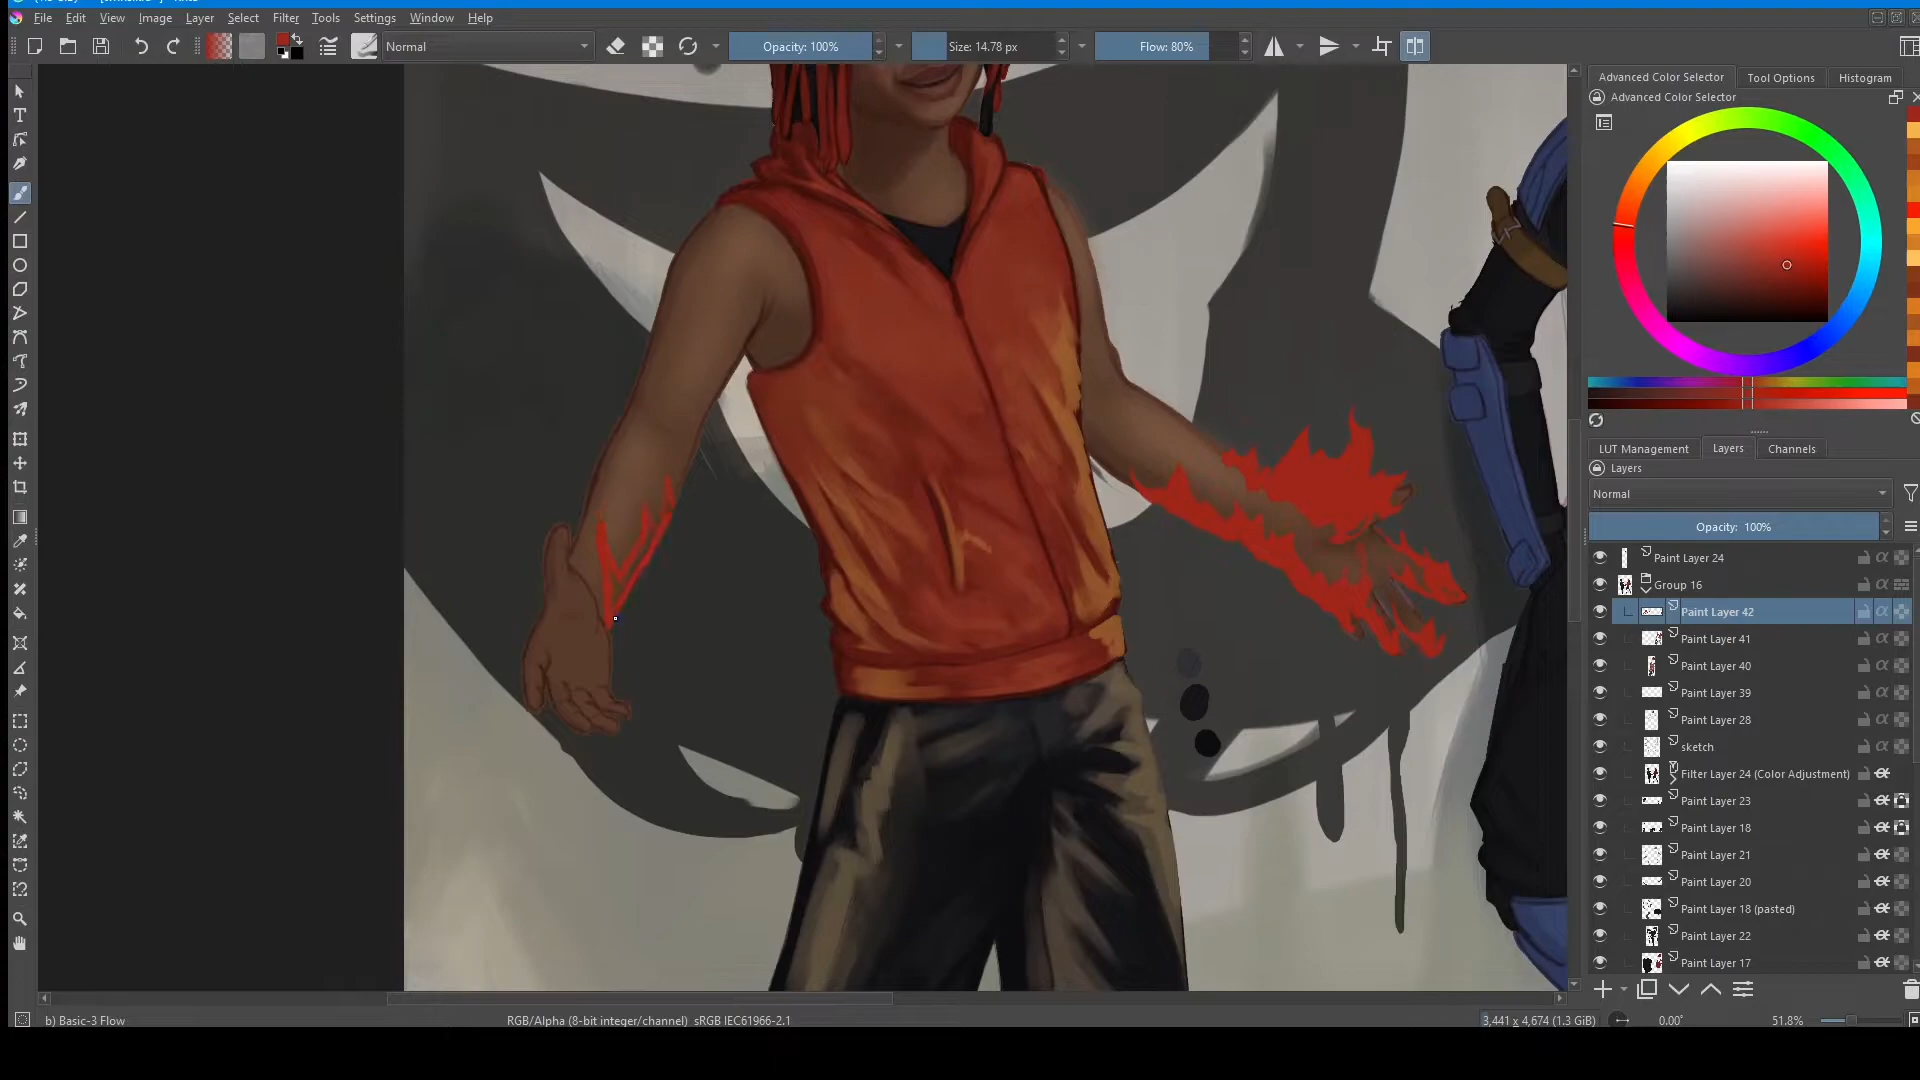 File Edit View Image Layer Select Filter Tools Settings Window Help
Normal
Opacity: 100%
Size: 14.78 px
Flow: 80%
Advanced Color Selector
Tool Options
Histogram
Advanced Color Selector
LUT Management
Layers
Channels
Layers
Normal
Opacity: 100%
Paint Layer 24
Group 16
Paint Layer 42
Paint Layer 41
Paint Layer 40
Paint Layer 39
Paint Layer 28
sketch
Filter Layer 24 (Color Adjustment)
Paint Layer 23
Paint Layer 18
Paint Layer 21
Paint Layer 20
Paint Layer 18 (pasted)
Paint Layer 22
Paint Layer 17
b) Basic-3 Flow
RGB/Alpha (8-bit integer/channel) sRGB IEC61966-2.1
3,441 x 4,674 (1.3 GiB)
0.00°
51.8%